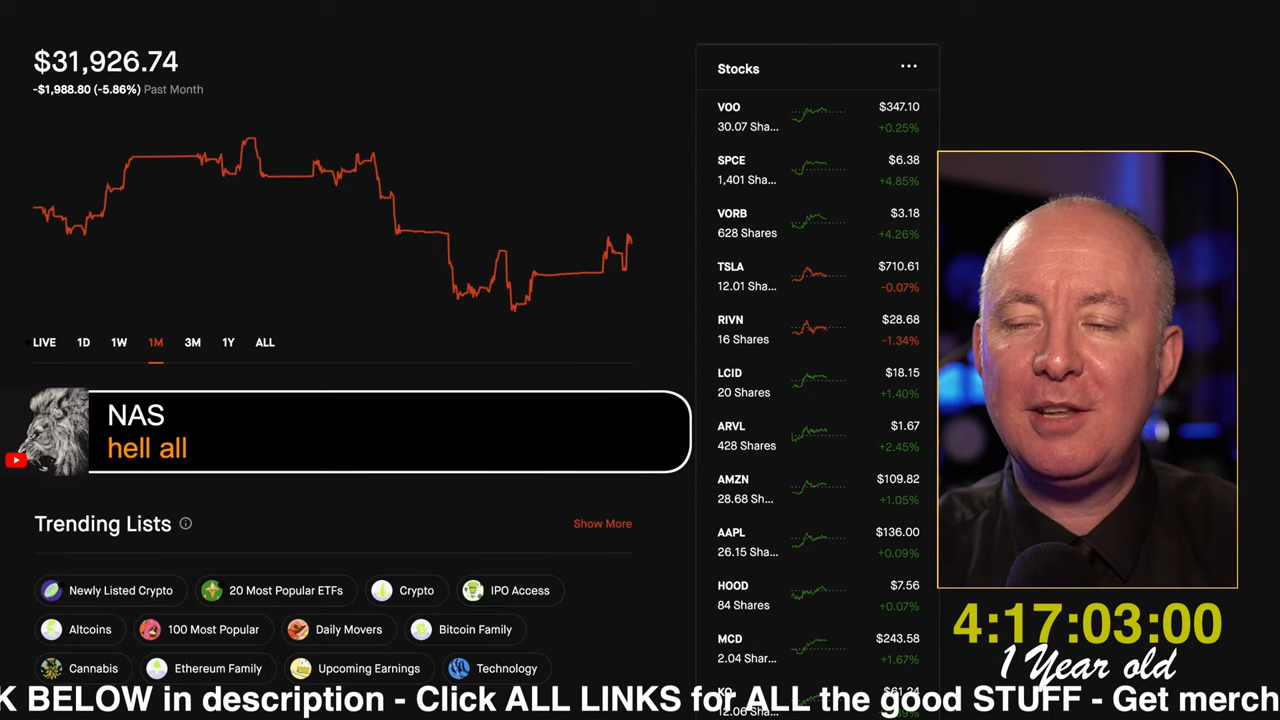 $31,926.74
-$1,988.80 (-5.86%) Past Month
LIVE 1D 1W 1M 3M 1Y ALL
NAS
hell all
Trending Lists
Show More
Newly Listed Crypto
20 Most Popular ETFs
Crypto
IPO Access
Altcoins
100 Most Popular
Daily Movers
Bitcoin Family
Cannabis
Ethereum Family
Upcoming Earnings
Technology
Stocks
VOO $347.10
30.07 Sha... +0.25%
SPCE $6.38
1,401 Sha... +4.85%
VORB $3.18
628 Shares +4.26%
TSLA $710.61
12.01 Sha... -0.07%
RIVN $28.68
16 Shares -1.34%
LCID $18.15
20 Shares +1.40%
ARVL $1.67
428 Shares +2.45%
AMZN $109.82
28.68 Sh... +1.05%
AAPL $136.00
26.15 Sha... +0.09%
HOOD $7.56
84 Shares +0.07%
MCD $243.58
2.04 Shar... +1.67%
4:17:03:00
1 Year old
K BELOW in description - Click ALL LINKS for ALL the good STUFF - Get merch